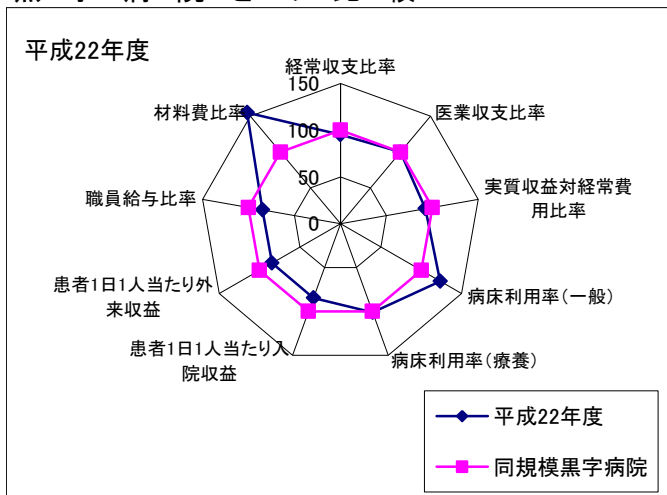 平成22年度
経常収支比率
150
100
50
0
医業収支比率
実質収益対経常費
用比率
病床利用率(一般)
病床利用率(療養)
患者1日1人当たり入
院収益
患者1日1人当たり外
来収益
職員給与比率
材料費比率
平成22年度
同規模黒字病院